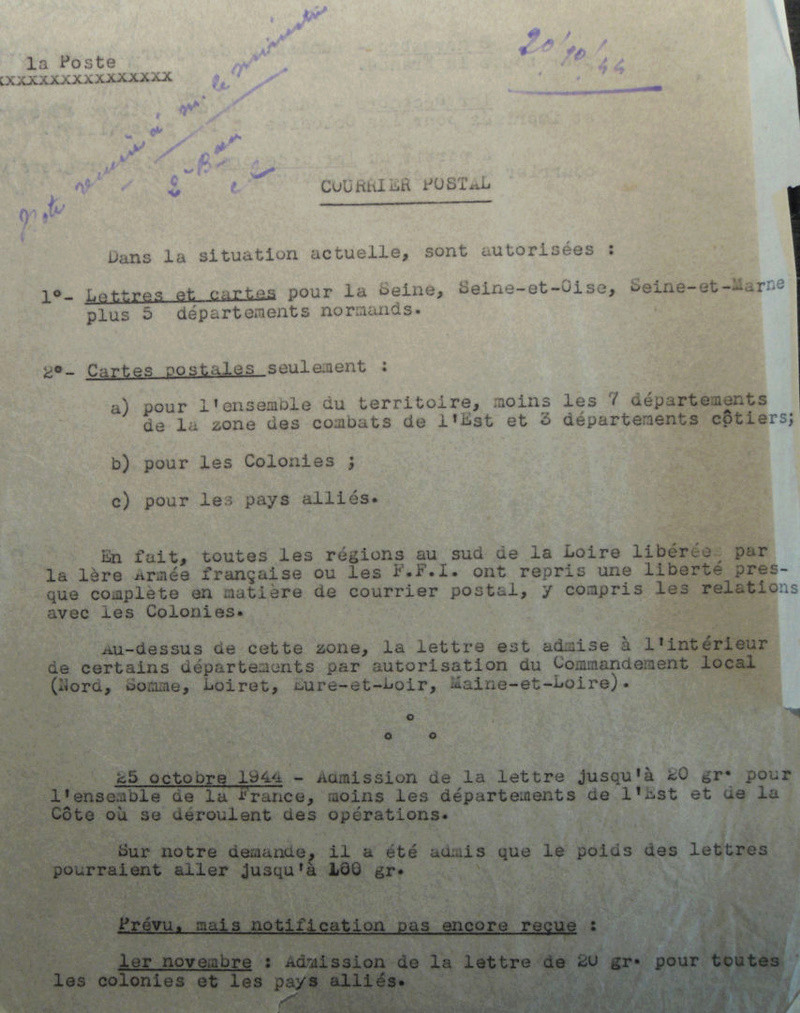 la Poste
XXXXXXXXXXXXXXXX
20/10/44
Note remise à M. le ministre
COURRIER POSTAL
Dans la situation actuelle, sont autorisées :
1°- Lettres et cartes pour la Seine, Seine-et-Oise, Seine-et-Marne
plus 5 départements normands.
2°- Cartes postales seulement :
a) pour l'ensemble du territoire, moins les 7 départements
de la zone des combats de l'Est et 3 départements côtiers;
b) pour les Colonies ;
c) pour les pays alliés.
En fait, toutes les régions au sud de la Loire libérées par
la 1ère Armée française ou les F.F.I. ont repris une liberté pres-
que complète en matière de courrier postal, y compris les relations
avec les Colonies.
Au-dessus de cette zone, la lettre est admise à l'intérieur
de certains départements par autorisation du Commandement local
(Nord, Somme, Loiret, Eure-et-Loir, Maine-et-Loire).
25 octobre 1944 - Admission de la lettre jusqu'à 20 gr. pour
l'ensemble de la France, moins les départements de l'Est et de la
Côte où se déroulent des opérations.
Sur notre demande, il a été admis que le poids des lettres
pourraient aller jusqu'à 100 gr.
Prévu, mais notification pas encore reçue :
1er novembre : Admission de la lettre de 20 gr. pour toutes
les colonies et les pays alliés.